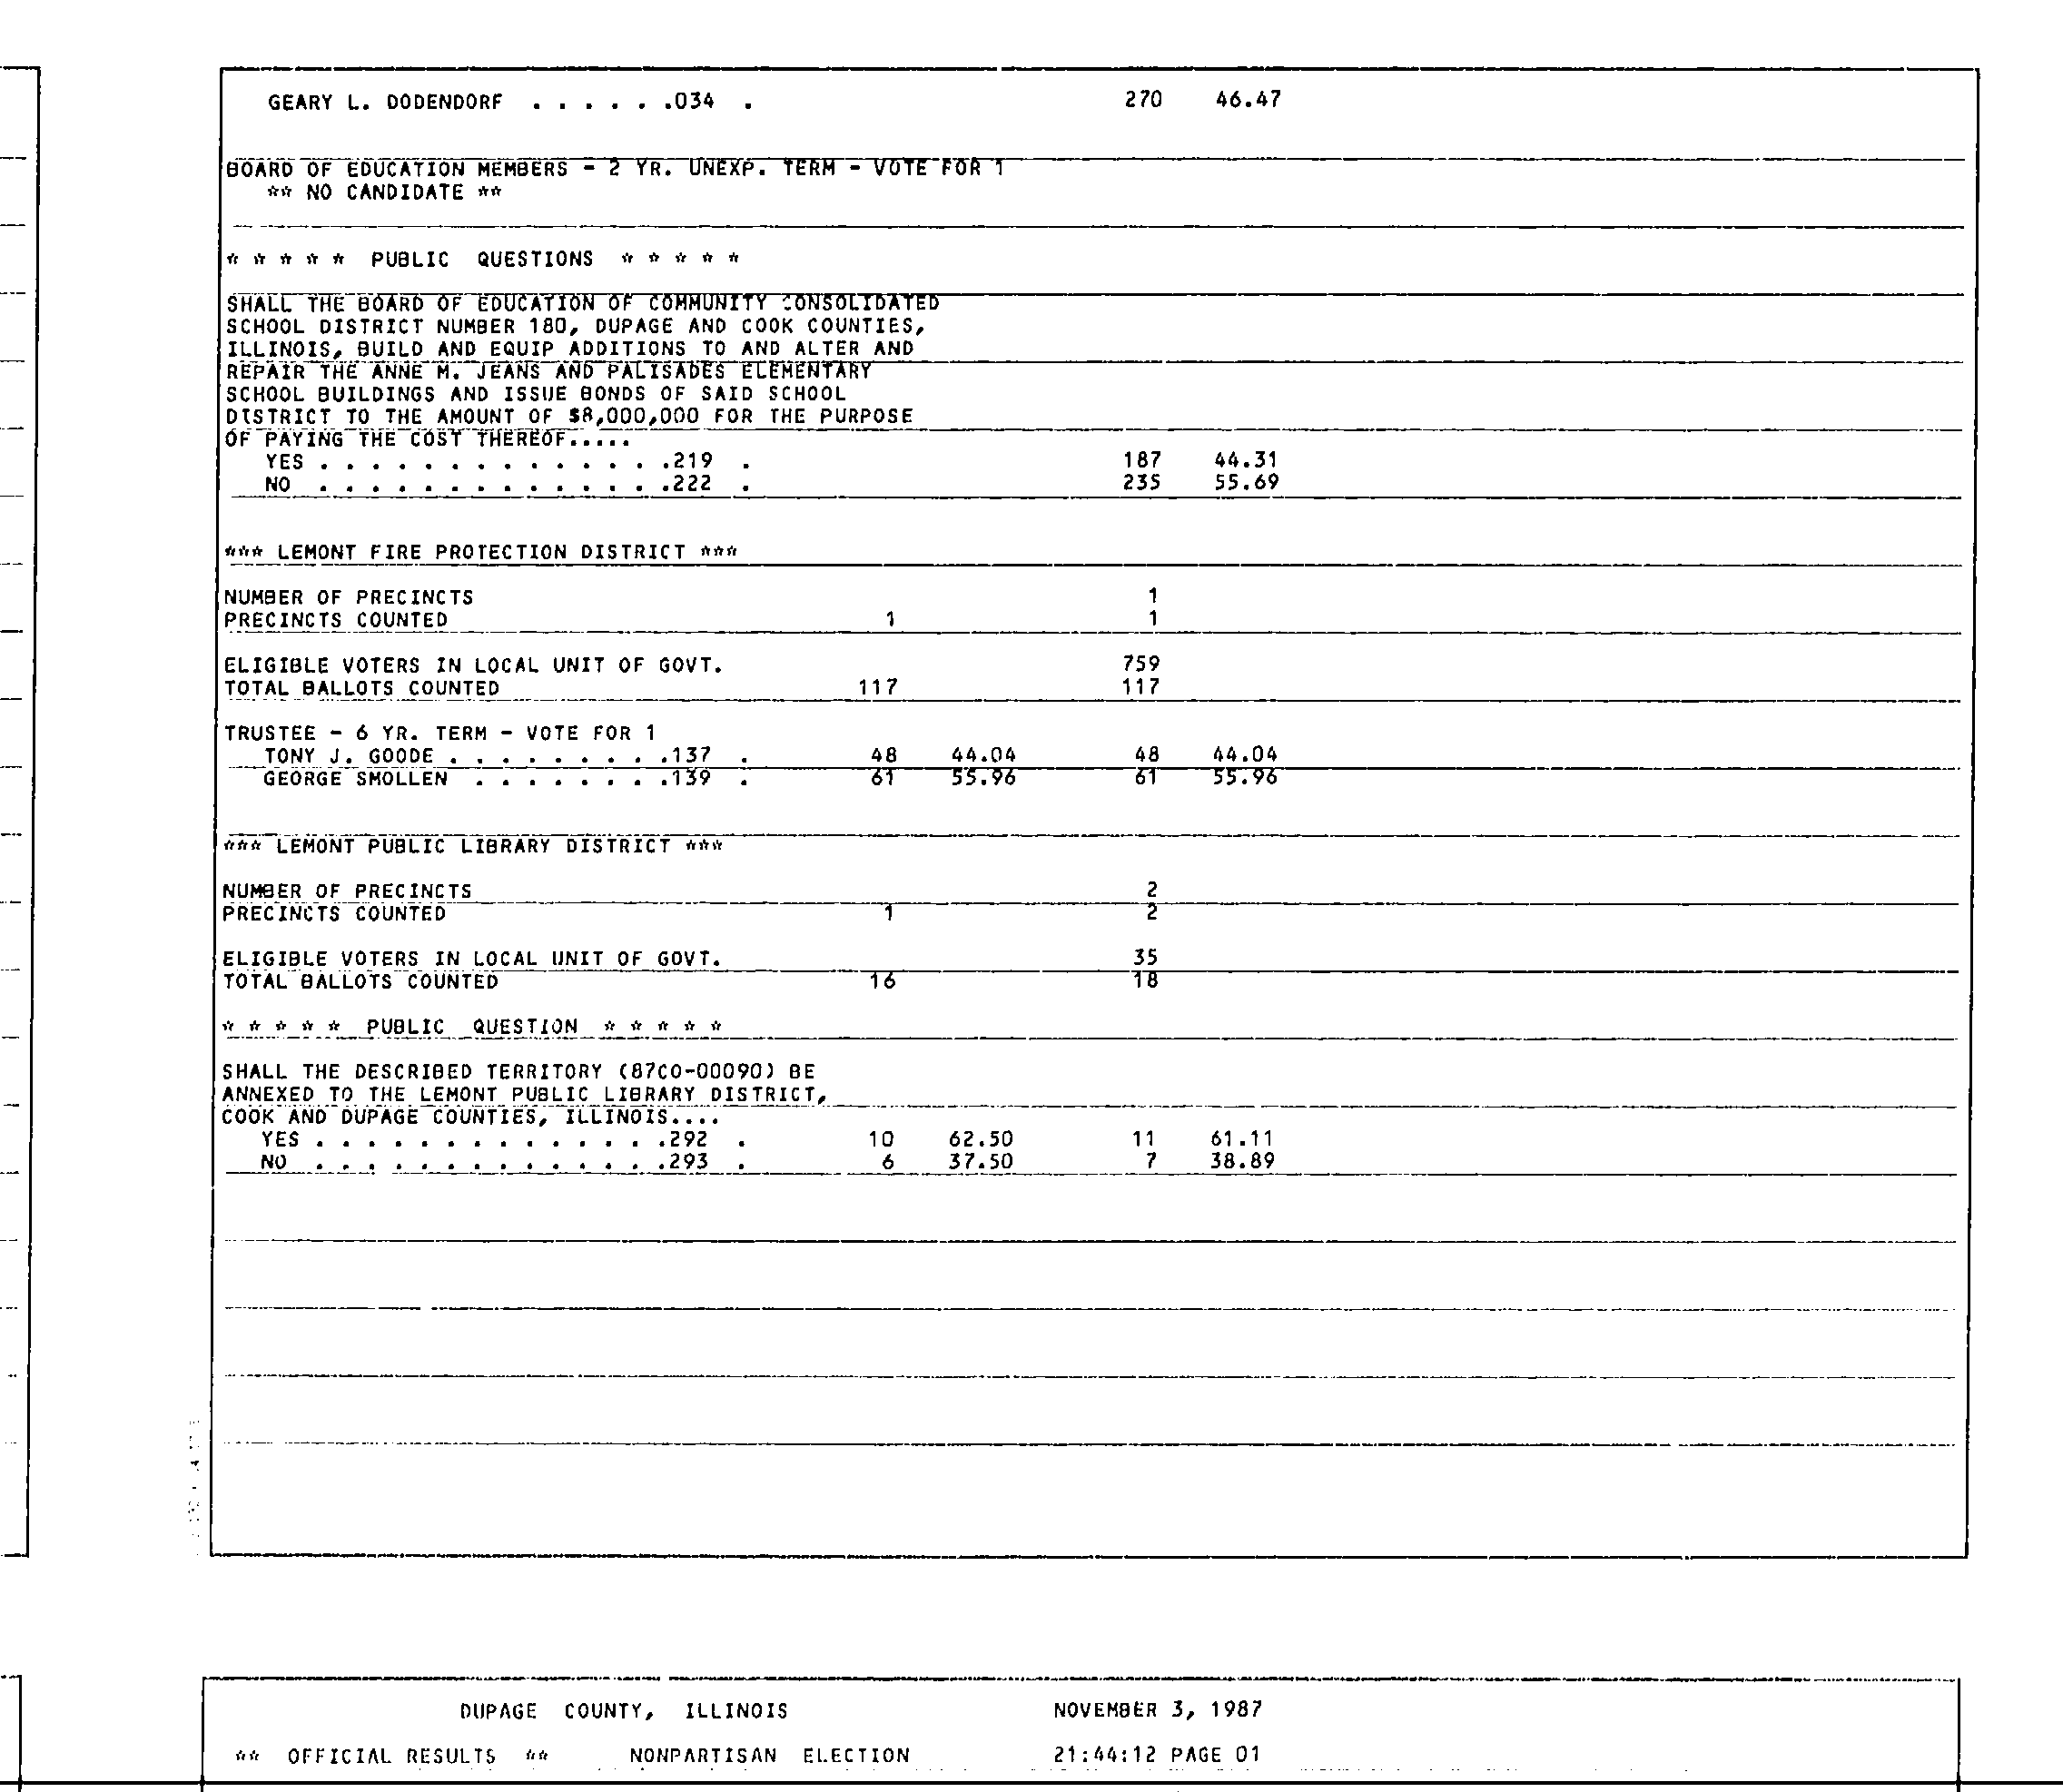 GEARY L. DODENDORF . . . . . .034 . 270 46.47
BOARD OF EDUCATION MEMBERS - 2 YR. UNEXP. TERM - VOTE FOR 1
** NO CANDIDATE **
* * * * * PUBLIC QUESTIONS * * * * *
SHALL THE BOARD OF EDUCATION OF COMMUNITY CONSOLIDATED
SCHOOL DISTRICT NUMBER 180, DUPAGE AND COOK COUNTIES,
ILLINOIS, BUILD AND EQUIP ADDITIONS TO AND ALTER AND
REPAIR THE ANNE M. JEANS AND PALISADES ELEMENTARY
SCHOOL BUILDINGS AND ISSUE BONDS OF SAID SCHOOL
DISTRICT TO THE AMOUNT OF $8,000,000 FOR THE PURPOSE
OF PAYING THE COST THEREOF.....
YES . . . . . . . . . . . . . .219 . 187 44.31
NO . . . . . . . . . . . . . .222 . 235 55.69
*** LEMONT FIRE PROTECTION DISTRICT ***
NUMBER OF PRECINCTS 1
PRECINCTS COUNTED 1 1
ELIGIBLE VOTERS IN LOCAL UNIT OF GOVT. 759
TOTAL BALLOTS COUNTED 117 117
TRUSTEE - 6 YR. TERM - VOTE FOR 1
TONY J. GOODE . . . . . . . . .137 . 48 44.04 48 44.04
GEORGE SMOLLEN . . . . . . . .139 . 61 55.96 61 55.96
*** LEMONT PUBLIC LIBRARY DISTRICT ***
NUMBER OF PRECINCTS 2
PRECINCTS COUNTED 1 2
ELIGIBLE VOTERS IN LOCAL UNIT OF GOVT. 35
TOTAL BALLOTS COUNTED 16 18
* * * * * PUBLIC QUESTION * * * * *
SHALL THE DESCRIBED TERRITORY (87CO-00090) BE
ANNEXED TO THE LEMONT PUBLIC LIBRARY DISTRICT,
COOK AND DUPAGE COUNTIES, ILLINOIS....
YES . . . . . . . . . . . . . .292 . 10 62.50 11 61.11
NO . . . . . . . . . . . . . .293 . 6 37.50 7 38.89
DUPAGE COUNTY, ILLINOIS NOVEMBER 3, 1987
** OFFICIAL RESULTS ** NONPARTISAN ELECTION 21:44:12 PAGE 01